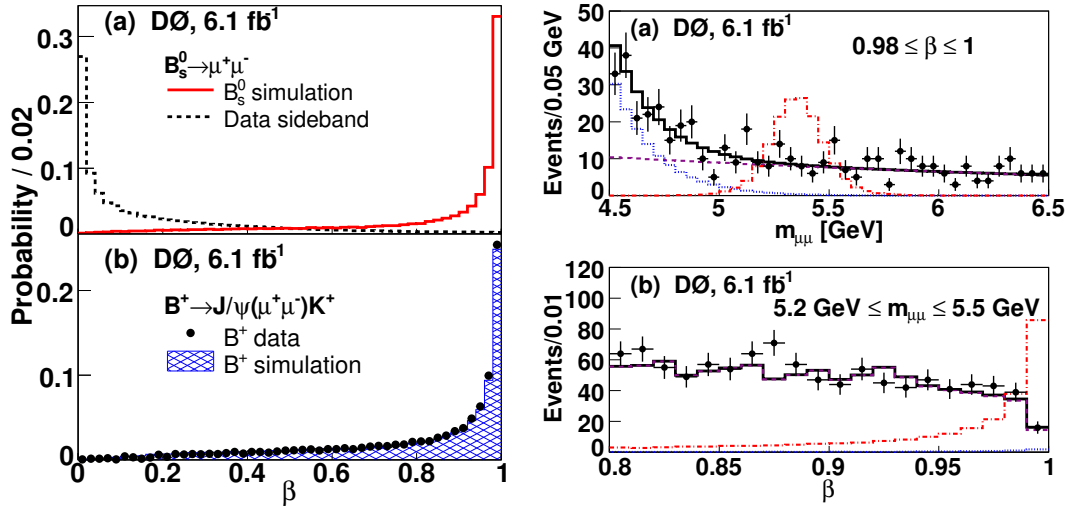 (a) DØ, 6.1 fb⁻¹
B⁰ₛ→μ⁺μ⁻
B⁰ₛ simulation
Data sideband
0.3
0.2
0.1
0
Probability / 0.02
(b) DØ, 6.1 fb⁻¹
B⁺→J/ψ(μ⁺μ⁻)K⁺
B⁺ data
B⁺ simulation
0.2
0.1
0
0 0.2 0.4 0.6 0.8 1
β
(a) DØ, 6.1 fb⁻¹
0.98 ≤ β ≤ 1
Events/0.05 GeV
50
40
30
20
10
0
4.5 5 5.5 6 6.5
m_μμ [GeV]
(b) DØ, 6.1 fb⁻¹
5.2 GeV ≤ m_μμ ≤ 5.5 GeV
Events/0.01
120
100
80
60
40
20
0
0.8 0.85 0.9 0.95 1
β